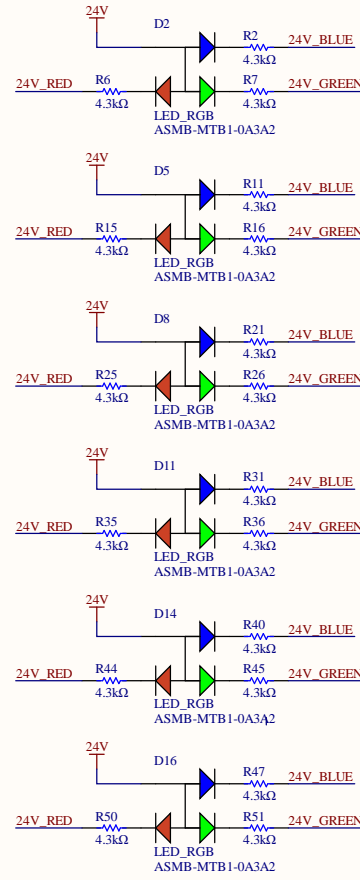 24V
D2
R2
24V_BLUE
4.3kΩ
24V_RED
R6
R7
24V_GREEN
4.3kΩ
LED_RGB
4.3kΩ
ASMB-MTB1-0A3A2
24V
D5
R11
24V_BLUE
4.3kΩ
24V_RED
R15
R16
24V_GREEN
4.3kΩ
LED_RGB
4.3kΩ
ASMB-MTB1-0A3A2
24V
D8
R21
24V_BLUE
4.3kΩ
24V_RED
R25
R26
24V_GREEN
4.3kΩ
LED_RGB
4.3kΩ
ASMB-MTB1-0A3A2
24V
D11
R31
24V_BLUE
4.3kΩ
24V_RED
R35
R36
24V_GREEN
4.3kΩ
LED_RGB
4.3kΩ
ASMB-MTB1-0A3A2
24V
D14
R40
24V_BLUE
4.3kΩ
24V_RED
R44
R45
24V_GREEN
4.3kΩ
LED_RGB
4.3kΩ
ASMB-MTB1-0A3A2
24V
D16
R47
24V_BLUE
4.3kΩ
24V_RED
R50
R51
24V_GREEN
4.3kΩ
LED_RGB
4.3kΩ
ASMB-MTB1-0A3A2